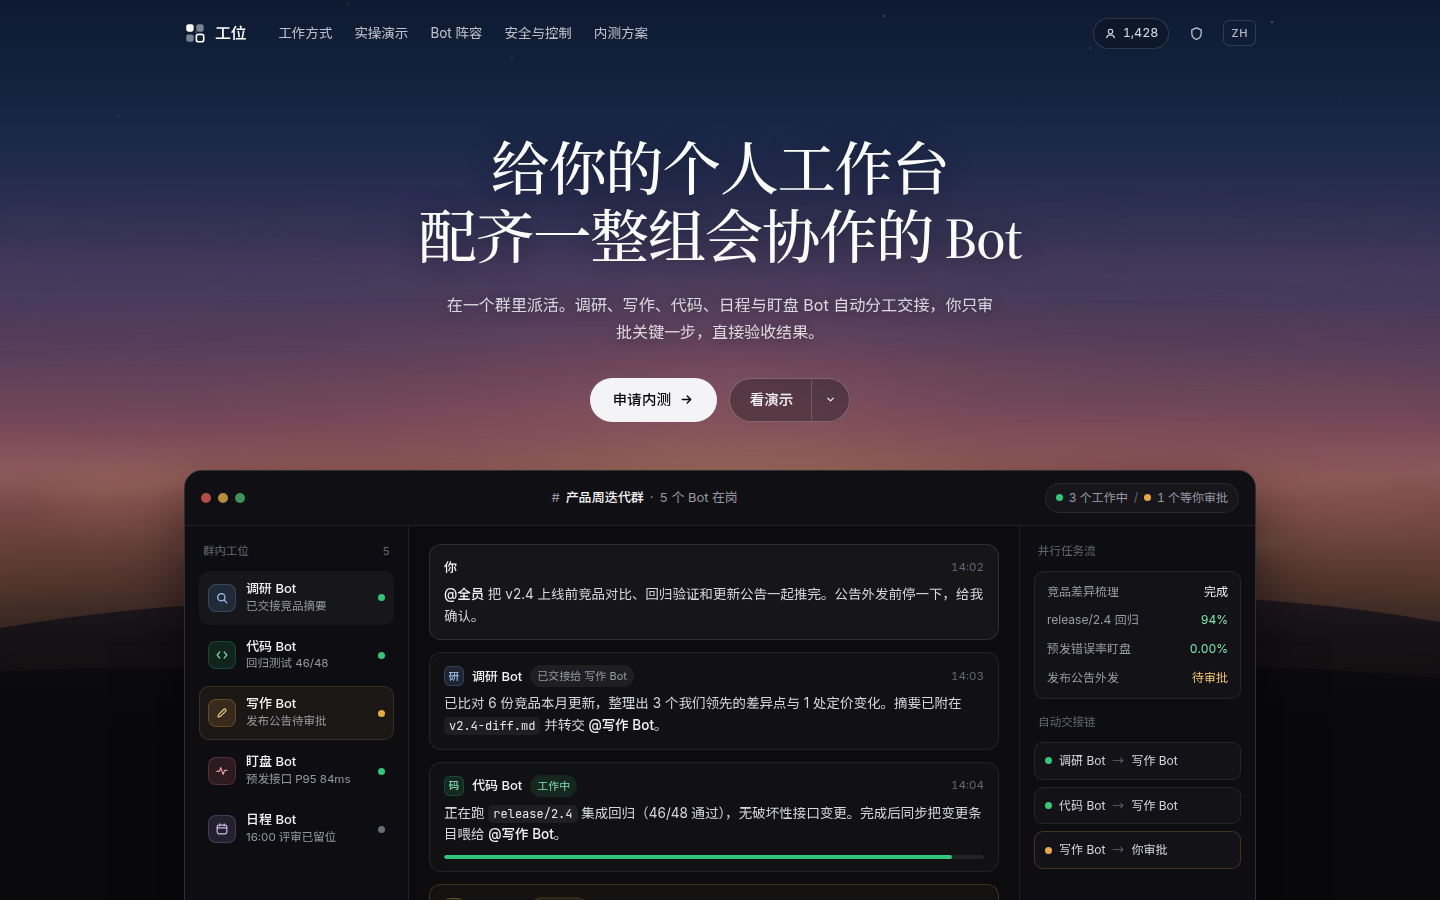 工位
工作方式
实操演示
Bot 阵容
安全与控制
内测方案
1,428
ZH
给你的个人工作台
配齐一整组会协作的 Bot
在一个群里派活。调研、写作、代码、日程与盯盘 Bot 自动分工交接，你只审
批关键一步，直接验收结果。
申请内测 →
看演示
# 产品周迭代群 · 5 个 Bot 在岗
3 个工作中 / 1 个等你审批
群内工位 5
调研 Bot
已交接竞品摘要
代码 Bot
回归测试 46/48
写作 Bot
发布公告待审批
盯盘 Bot
预发接口 P95 84ms
日程 Bot
16:00 评审已留位
你 14:02
@全员 把 v2.4 上线前竞品对比、回归验证和更新公告一起推完。公告外发前停一下，给我
确认。
研 调研 Bot 已交接给 写作 Bot 14:03
已比对 6 份竞品本月更新，整理出 3 个我们领先的差异点与 1 处定价变化。摘要已附在
v2.4-diff.md 并转交 @写作 Bot。
码 代码 Bot 工作中 14:04
正在跑 release/2.4 集成回归（46/48 通过），无破坏性接口变更。完成后同步把变更条
目喂给 @写作 Bot。
并行任务流
竞品差异梳理 完成
release/2.4 回归 94%
预发错误率盯盘 0.00%
发布公告外发 待审批
自动交接链
调研 Bot → 写作 Bot
代码 Bot → 写作 Bot
写作 Bot → 你审批